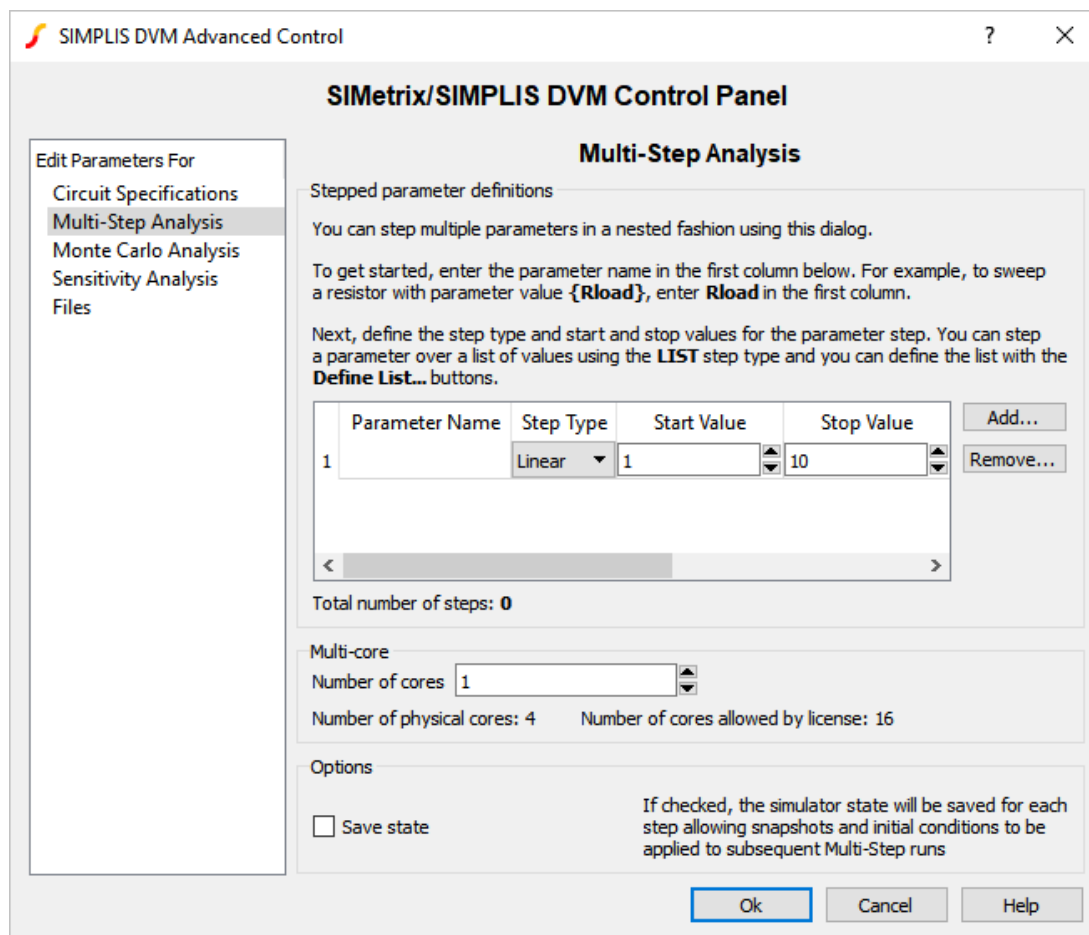 SIMPLIS DVM Advanced Control
?
SIMetrix/SIMPLIS DVM Control Panel
Edit Parameters For
Circuit Specifications
Multi-Step Analysis
Monte Carlo Analysis
Sensitivity Analysis
Files
Multi-Step Analysis
Stepped parameter definitions
You can step multiple parameters in a nested fashion using this dialog.
To get started, enter the parameter name in the first column below. For example, to sweep
a resistor with parameter value {Rload}, enter Rload in the first column.
Next, define the step type and start and stop values for the parameter step. You can step
a parameter over a list of values using the LIST step type and you can define the list with the
Define List... buttons.
Parameter Name Step Type Start Value Stop Value
1 Linear 1 10
Add...
Remove...
Total number of steps: 0
Multi-core
Number of cores 1
Number of physical cores: 4 Number of cores allowed by license: 16
Options
Save state
If checked, the simulator state will be saved for each
step allowing snapshots and initial conditions to be
applied to subsequent Multi-Step runs
Ok Cancel Help